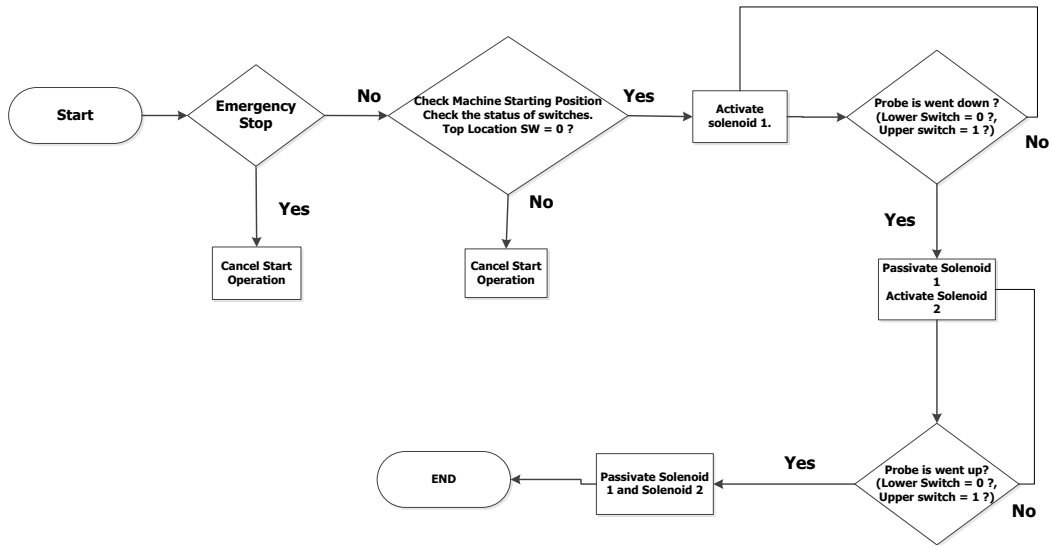 Start
Emergency
Stop
No
Yes
Cancel Start
Operation
Check Machine Starting Position
Check the status of switches.
Top Location SW = 0 ?
Yes
No
Cancel Start
Operation
Activate
solenoid 1.
Probe is went down ?
(Lower Switch = 0 ?,
Upper switch = 1 ?)
No
Yes
Passivate Solenoid
1
Activate Solenoid
2
Probe is went up?
(Lower Switch = 0 ?,
Upper switch = 1 ?)
No
Yes
Passivate Solenoid
1 and Solenoid 2
END